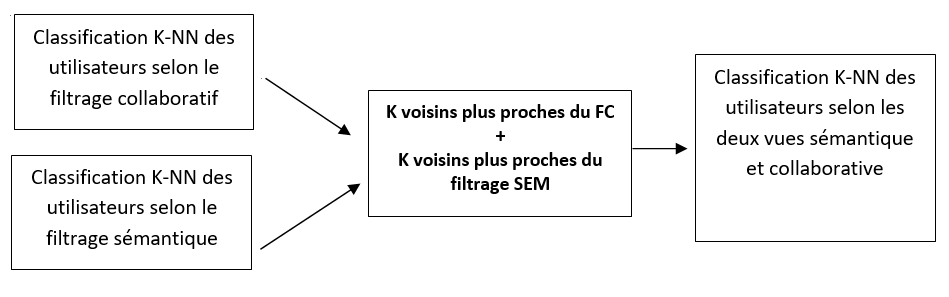 Classification K-NN des
utilisateurs selon le
filtrage collaboratif
Classification K-NN des
utilisateurs selon le
filtrage sémantique
K voisins plus proches du FC
+
K voisins plus proches du
filtrage SEM
Classification K-NN des
utilisateurs selon les
deux vues sémantique
et collaborative